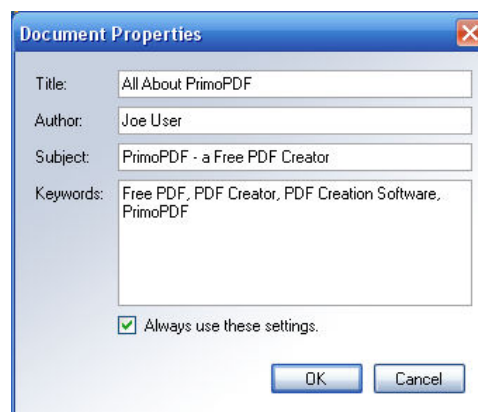 Document Properties
Title: All About PrimoPDF
Author: Joe User
Subject: PrimoPDF - a Free PDF Creator
Keywords: Free PDF, PDF Creator, PDF Creation Software,
PrimoPDF
Always use these settings.
OK Cancel